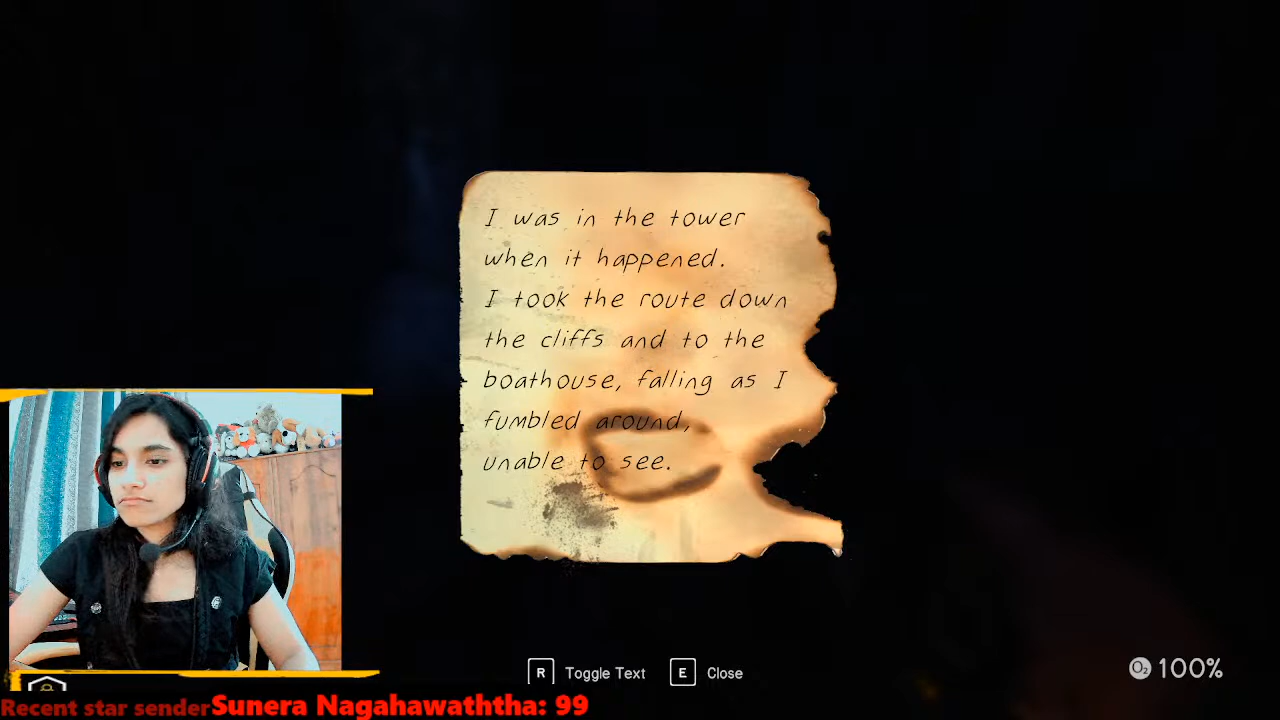 I was in the tower
when it happened.
I took the route down
the cliffs and to the
boathouse, falling as I
fumbled around,
unable to see.
R Toggle Text E Close
O₂ 100%
Recent star sender Sunera Nagahawaththa: 99